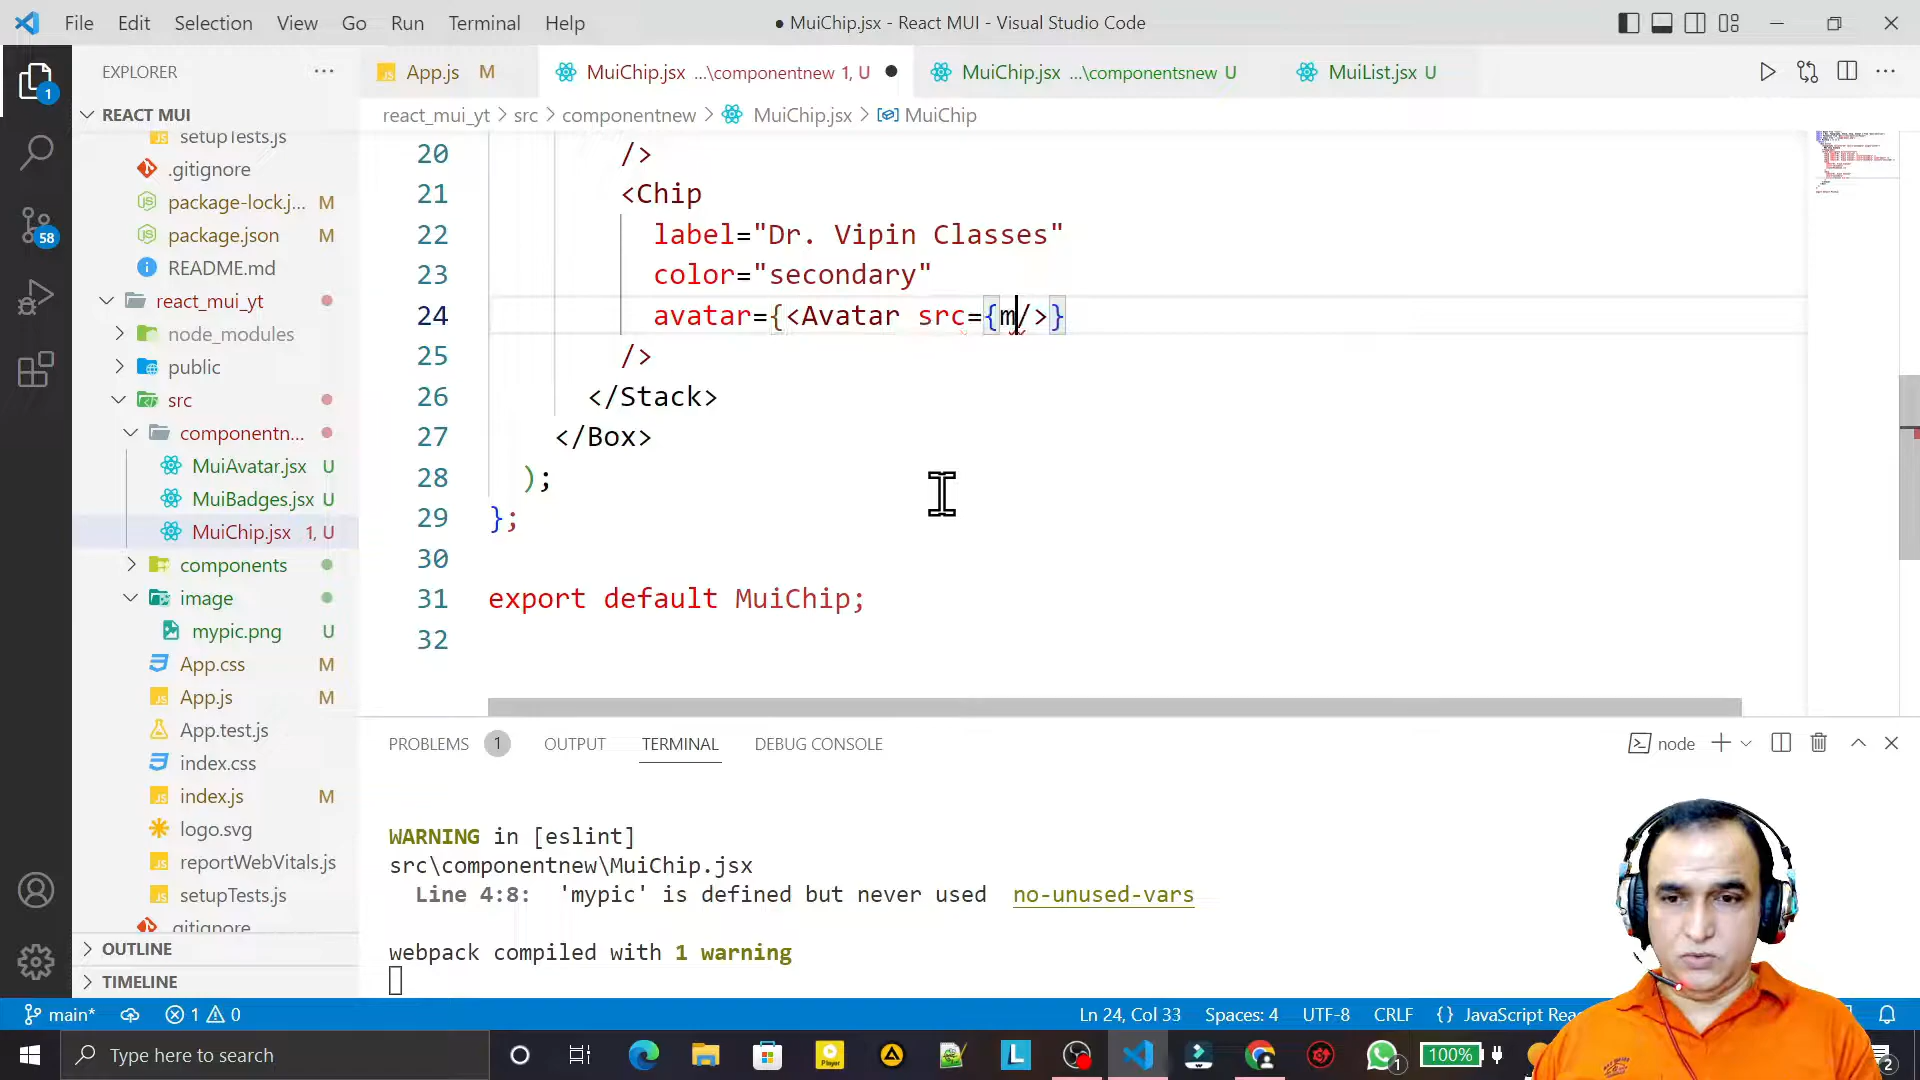 File Edit Selection View Go Run Terminal Help
● MuiChip.jsx - React MUI - Visual Studio Code
EXPLORER ···
App.js M
MuiChip.jsx ...\componentnew 1, U ●
MuiChip.jsx ...\componentsnew U
MuiList.jsx U
REACT MUI
react_mui_yt > src > componentnew > MuiChip.jsx > MuiChip
setupTests.js
.gitignore
package-lock.j... M
package.json M
README.md
react_mui_yt
node_modules
public
src
componentn...
MuiAvatar.jsx U
MuiBadges.jsx U
MuiChip.jsx 1, U
components
image
mypic.png U
App.css M
App.js M
App.test.js
index.css
index.js M
logo.svg
reportWebVitals.js
setupTests.js
.gitignore
OUTLINE
TIMELINE
1
58
20 />
21 <Chip
22 label="Dr. Vipin Classes"
23 color="secondary"
24 avatar={<Avatar src={m/>}
25 />
26 </Stack>
27 </Box>
28 );
29 };
30
31 export default MuiChip;
32
PROBLEMS 1 OUTPUT TERMINAL DEBUG CONSOLE
node
WARNING in [eslint]
src\componentnew\MuiChip.jsx
Line 4:8: 'mypic' is defined but never used no-unused-vars
webpack compiled with 1 warning
main* 1 0
Ln 24, Col 33 Spaces: 4 UTF-8 CRLF {} JavaScript Rea
Type here to search
Player
L
1
100%
2